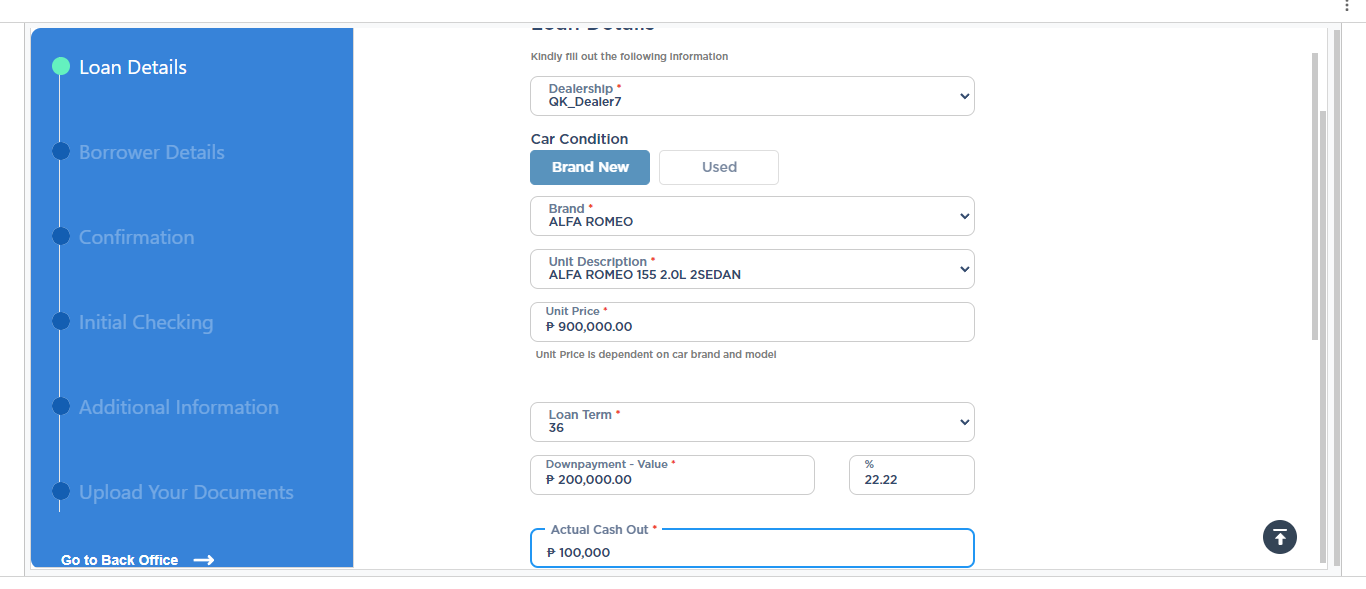 Loan Details
Borrower Details
Confirmation
Initial Checking
Additional Information
Upload Your Documents
Go to Back Office
Loan Details
Kindly fill out the following information
Dealership *
QK_Dealer7
Car Condition
Brand New
Used
Brand *
ALFA ROMEO
Unit Description *
ALFA ROMEO 155 2.0L 2SEDAN
Unit Price *
₱ 900,000.00
Unit Price is dependent on car brand and model
Loan Term *
36
Downpayment - Value *
₱ 200,000.00
%
22.22
Actual Cash Out *
₱ 100,000